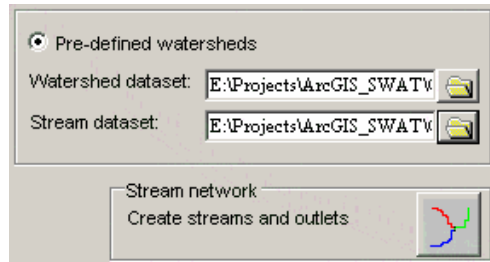 Pre-defined watersheds
Watershed dataset: E:\Projects\ArcGIS_SWAT\
Stream dataset: E:\Projects\ArcGIS_SWAT\
Stream network
Create streams and outlets